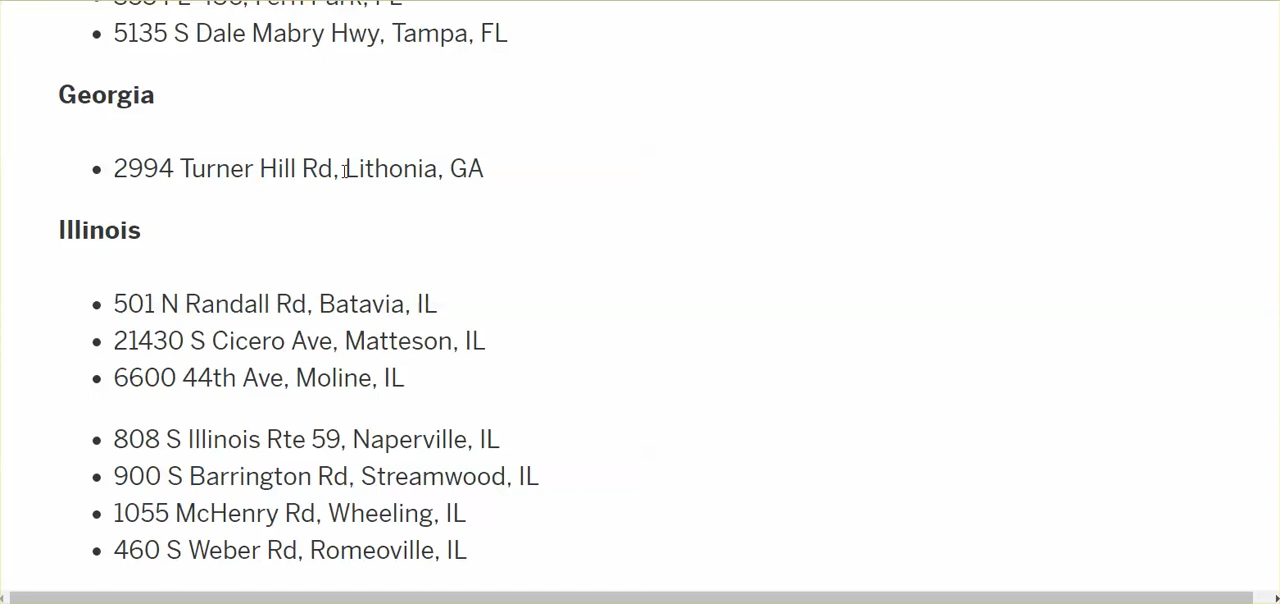 5135 S Dale Mabry Hwy, Tampa, FL
Georgia
2994 Turner Hill Rd, Lithonia, GA
Illinois
501 N Randall Rd, Batavia, IL
21430 S Cicero Ave, Matteson, IL
6600 44th Ave, Moline, IL
808 S Illinois Rte 59, Naperville, IL
900 S Barrington Rd, Streamwood, IL
1055 McHenry Rd, Wheeling, IL
460 S Weber Rd, Romeoville, IL